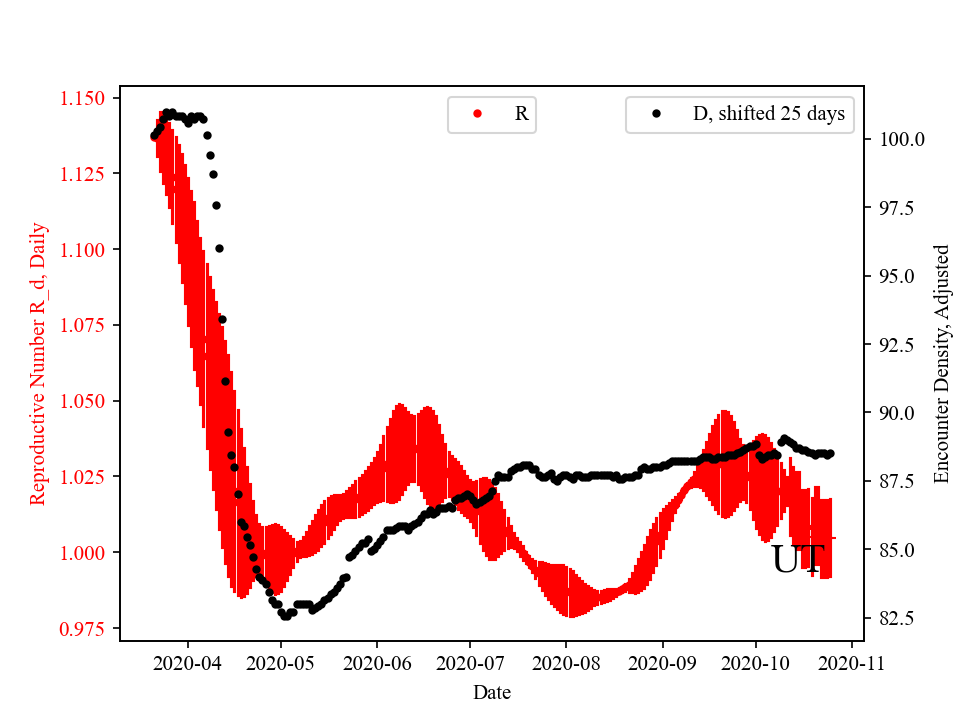 R
D, shifted 25 days
1.150
1.125
1.100
1.075
1.050
1.025
1.000
0.975
Reproductive Number R_d, Daily
100.0
97.5
95.0
92.5
90.0
87.5
85.0
82.5
Encounter Density, Adjusted
UT
2020-04 2020-05 2020-06 2020-07 2020-08 2020-09 2020-10 2020-11
Date